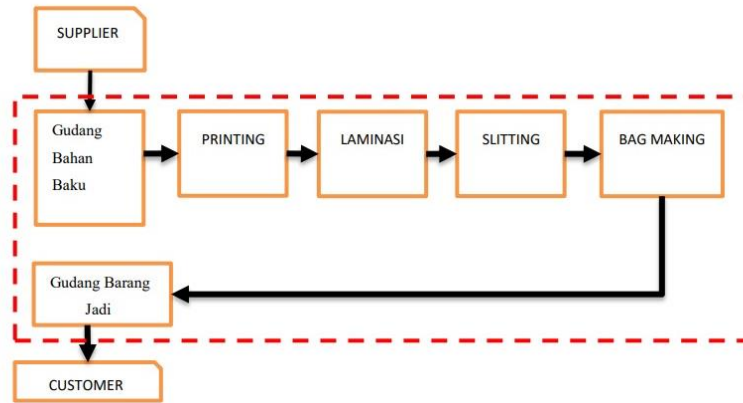 SUPPLIER
Gudang
Bahan
Baku
PRINTING
LAMINASI
SLITTING
BAG MAKING
Gudang Barang
Jadi
CUSTOMER